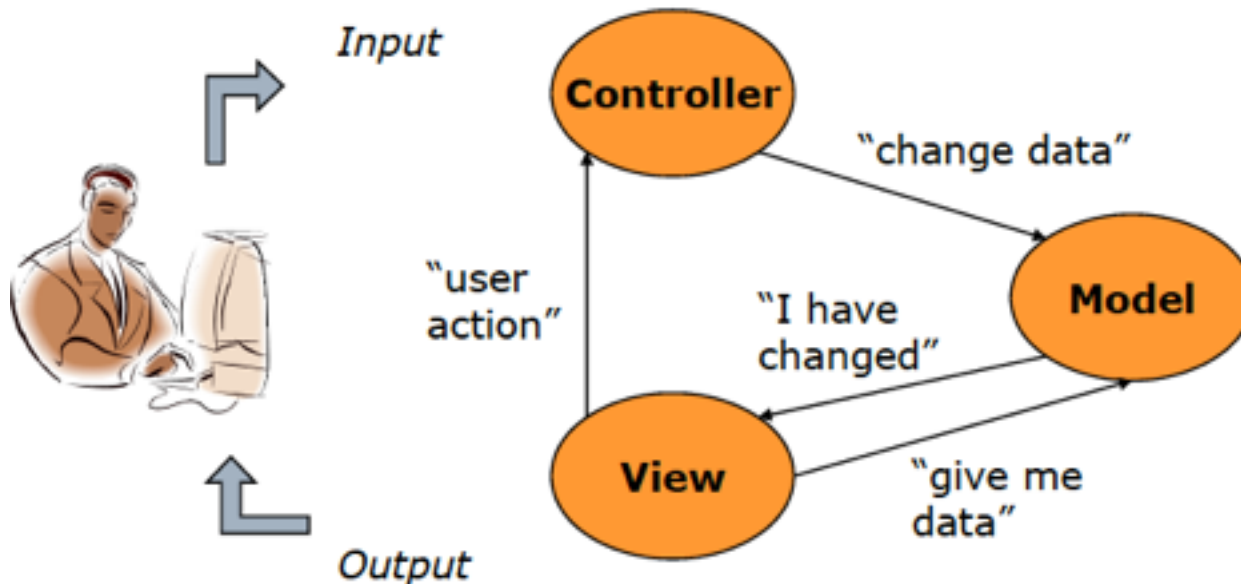 Input
Controller
“change data”
“user
action”
“I have
changed”
Model
View
“give me
data”
Output